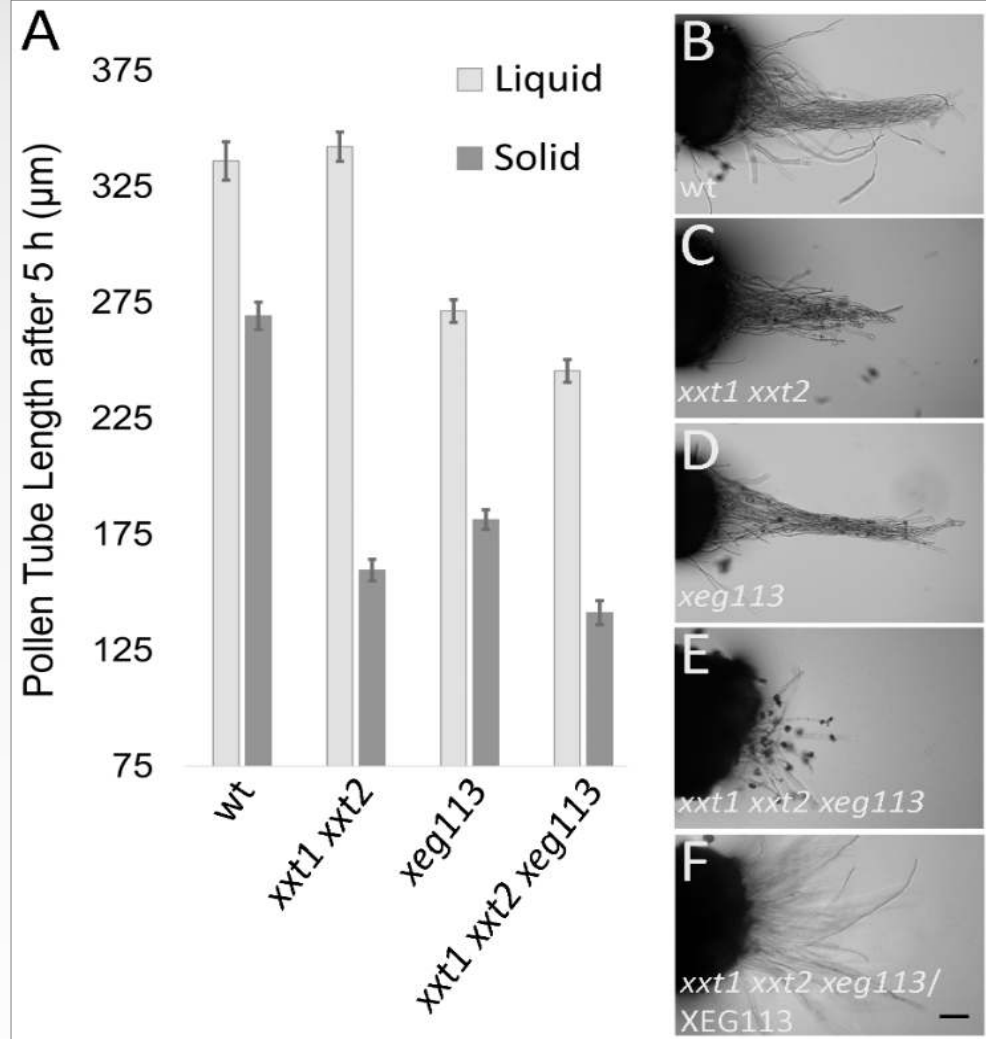 A
375
325
275
225
175
125
75
Pollen Tube Length after 5 h (µm)
Liquid
Solid
wt
xxt1 xxt2
xeg113
xxt1 xxt2 xeg113
B
wt
C
xxt1 xxt2
D
xeg113
E
xxt1 xxt2 xeg113
F
xxt1 xxt2 xeg113/
XEG113